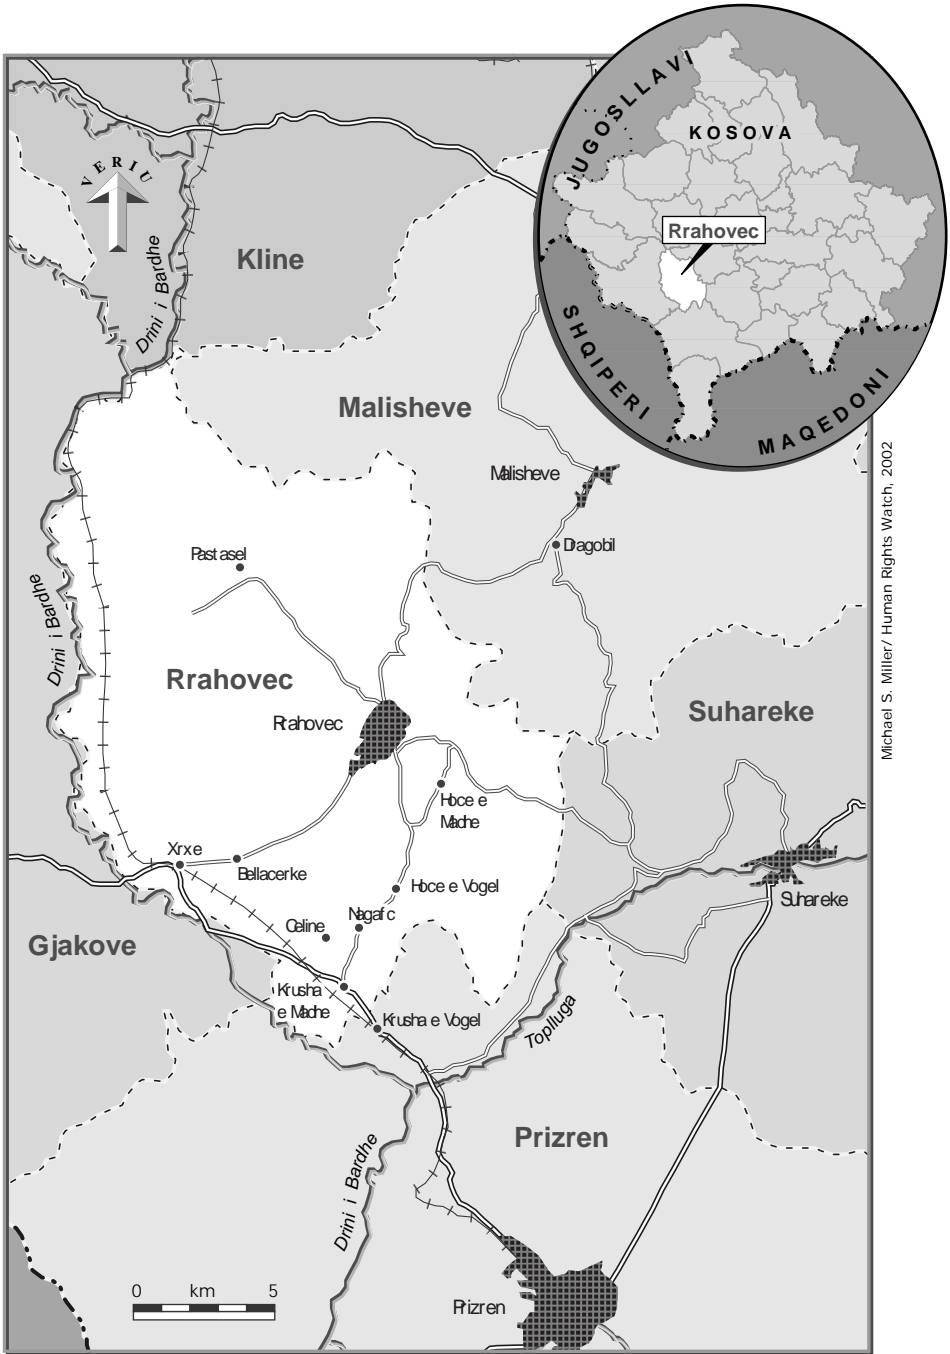 JUGOSLLAVI
KOSOVA
Rrahovec
SHQIPERI
MAQEDONI
VERIU
Kline
Drini i Bardhe
Malisheve
Malisheve
Dragobil
Pastasel
Drini i Bardhe
Rrahovec
Rrahovec
Suhareke
Hoce e
Madhe
Xrxe
Bellacerke
Hoce e Vogel
Suhareke
Nagafc
Celine
Gjakove
Krusha
e Madhe
Krusha e Vogel
Toplluga
Prizren
Drini i Bardhe
0 km 5
Prizren
Michael S. Miller/ Human Rights Watch, 2002